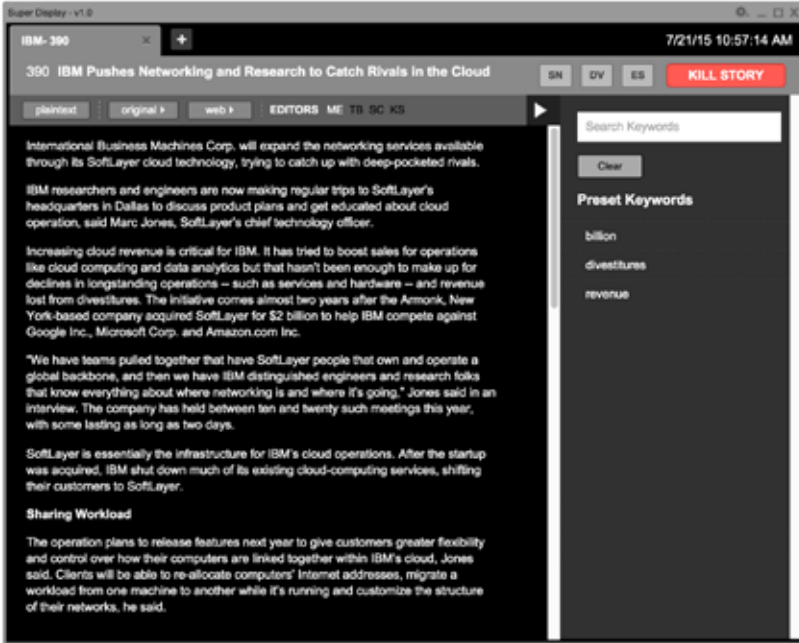 Super Display - v1.0
IBM- 390
7/21/15 10:57:14 AM
390 IBM Pushes Networking and Research to Catch Rivals in the Cloud
SN DV ES KILL STORY
plaintext original web EDITORS ME TB SC KS
International Business Machines Corp. will expand the networking services available
through its SoftLayer cloud technology, trying to catch up with deep-pocketed rivals.
IBM researchers and engineers are now making regular trips to SoftLayer's
headquarters in Dallas to discuss product plans and get educated about cloud
operation, said Marc Jones, SoftLayer's chief technology officer.
Increasing cloud revenue is critical for IBM. It has tried to boost sales for operations
like cloud computing and data analytics but that hasn't been enough to make up for
declines in longstanding operations -- such as services and hardware -- and revenue
lost from divestitures. The initiative comes almost two years after the Armonk, New
York-based company acquired SoftLayer for $2 billion to help IBM compete against
Google Inc., Microsoft Corp. and Amazon.com Inc.
"We have teams pulled together that have SoftLayer people that own and operate a
global backbone, and then we have IBM distinguished engineers and research folks
that know everything about where networking is and where it's going," Jones said in an
interview. The company has held between ten and twenty such meetings this year,
with some lasting as long as two days.
SoftLayer is essentially the infrastructure for IBM's cloud operations. After the startup
was acquired, IBM shut down much of its existing cloud-computing services, shifting
their customers to SoftLayer.
Sharing Workload
The operation plans to release features next year to give customers greater flexibility
and control over how their computers are linked together within IBM's cloud, Jones
said. Clients will be able to re-allocate computers' Internet addresses, migrate a
workload from one machine to another while it's running and customize the structure
of their networks, he said.
Search Keywords
Clear
Preset Keywords
billion
divestitures
revenue